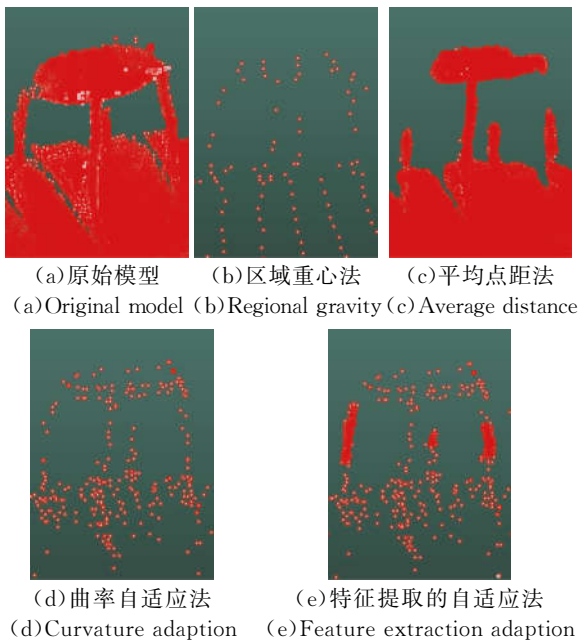 (a)原始模型 (b)区域重心法 (c)平均点距法
(a)Original model (b)Regional gravity (c)Average distance
(d)曲率自适应法 (e)特征提取的自适应法
(d)Curvature adaption (e)Feature extraction adaption